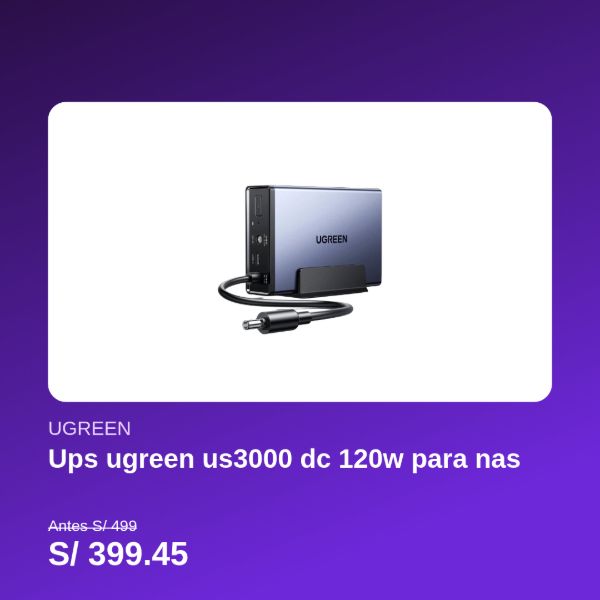 UGREEN
UGREEN
Ups ugreen us3000 dc 120w para nas
Antes S/ 499
S/ 399.45